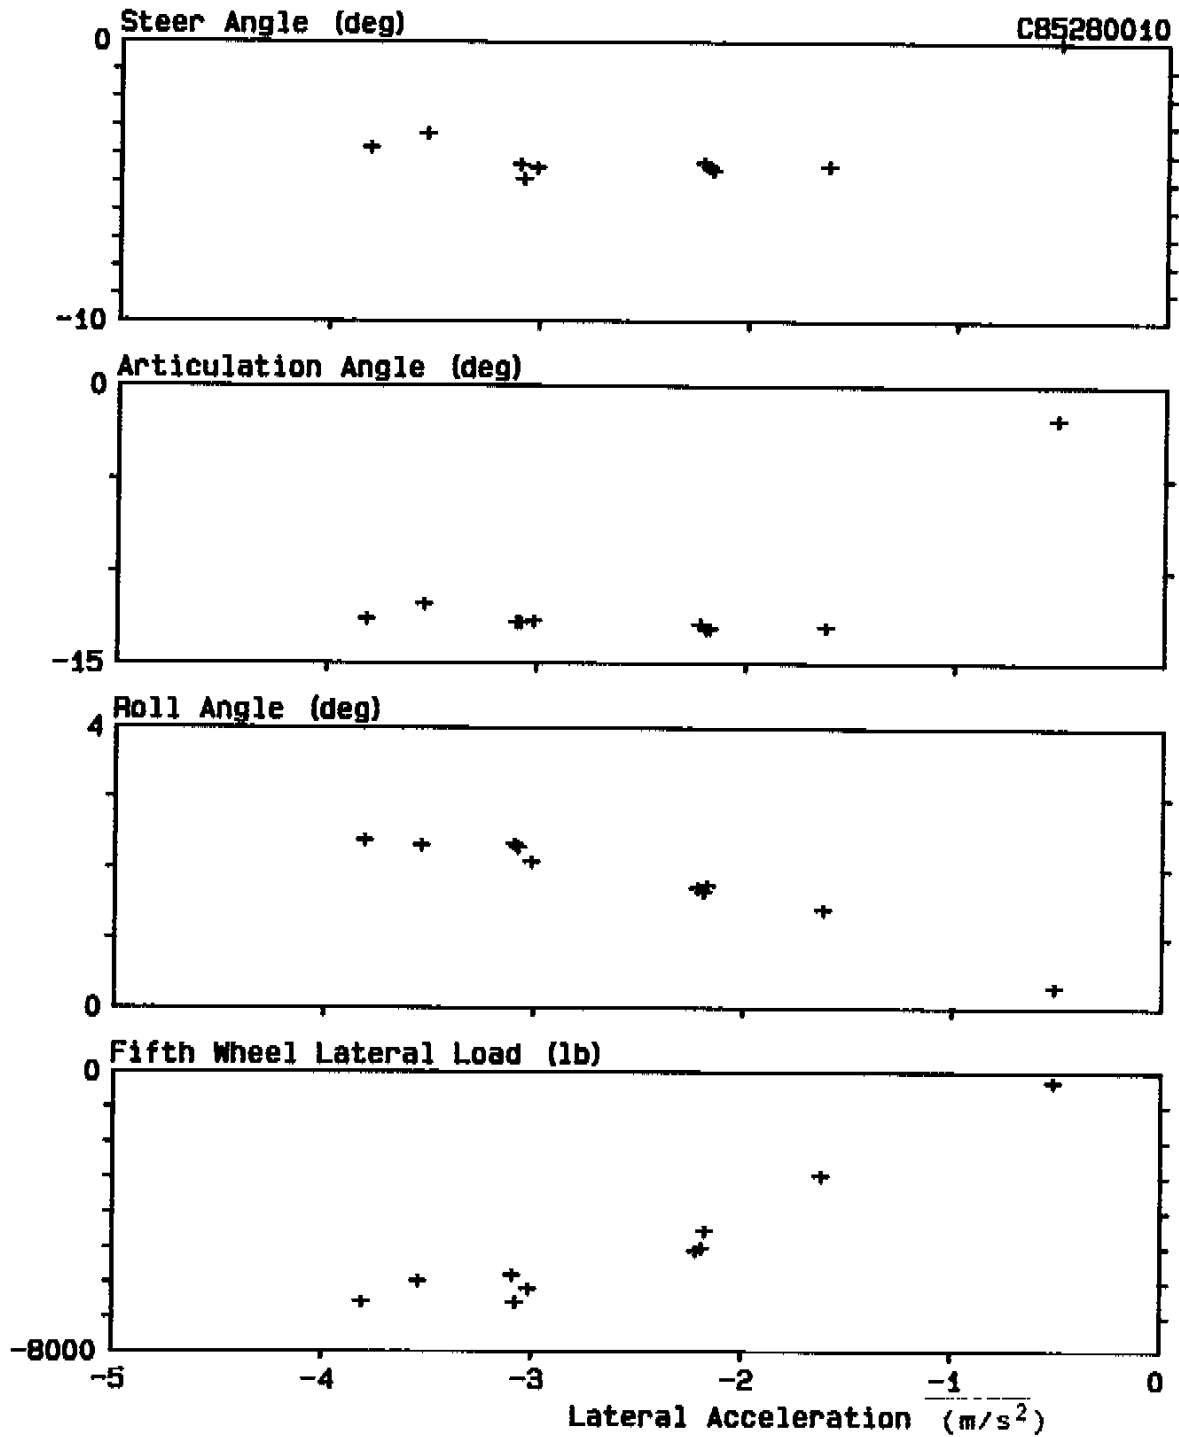 Steer Angle (deg) C85280010
0
-10
Articulation Angle (deg)
0
-15
Roll Angle (deg)
4
0
Fifth Wheel Lateral Load (lb)
0
-8000
-5 -4 -3 -2 -1 0
Lateral Acceleration (m/s²)